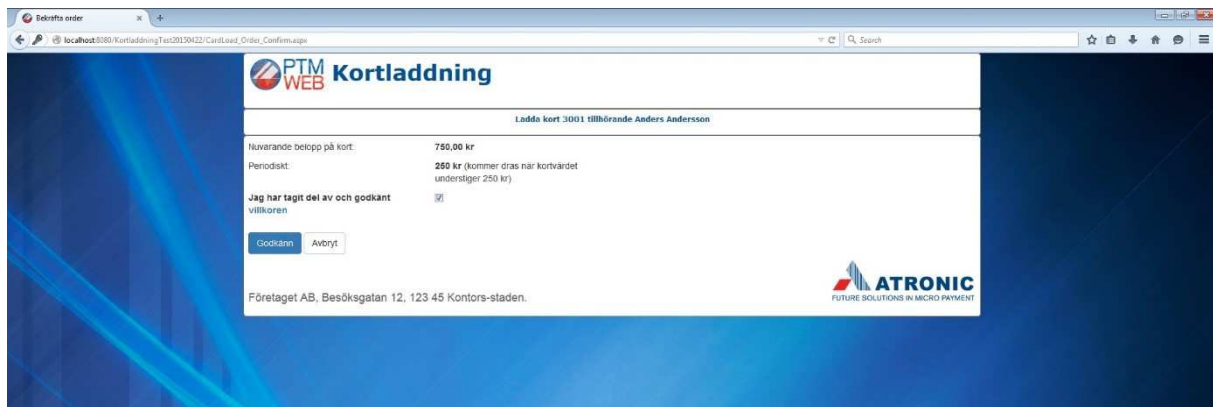 Bekräfta order
localhost:8080/KortladdningTest20150422/CardLoad_Order_Confirm.aspx
Search
PTM
WEB
Kortladdning
Ladda kort 3001 tillhörande Anders Andersson
Nuvarande belopp på kort: 750,00 kr
Periodiskt: 250 kr (kommer dras när kortvärdet
understiger 250 kr)
Jag har tagit del av och godkänt
villkoren
Godkänn Avbryt
ATRONIC
FUTURE SOLUTIONS IN MICRO PAYMENT
Företaget AB, Besöksgatan 12, 123 45 Kontors-staden.